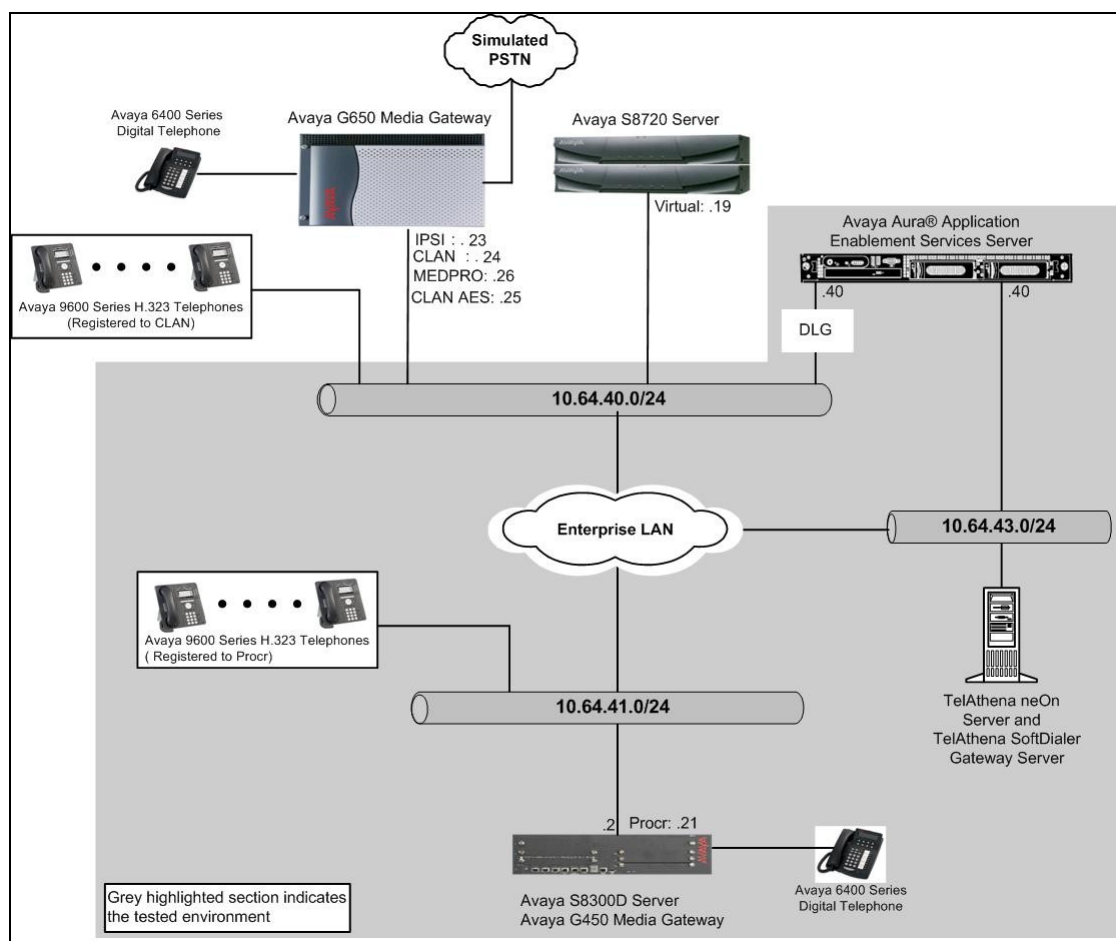 Simulated
PSTN
Avaya 6400 Series
Digital Telephone
Avaya G650 Media Gateway
Avaya S8720 Server
Virtual: .19
Avaya Aura® Application
Enablement Services Server
IPSI : . 23
CLAN : . 24
MEDPRO: .26
CLAN AES: .25
.40
.40
Avaya 9600 Series H.323 Telephones
(Registered to CLAN)
DLG
10.64.40.0/24
Enterprise LAN
10.64.43.0/24
Avaya 9600 Series H.323 Telephones
( Registered to Procr)
10.64.41.0/24
TelAthena neOn
Server and
TelAthena SoftDialer
Gateway Server
.2
Procr: .21
Grey highlighted section indicates
the tested environment
Avaya S8300D Server
Avaya G450 Media Gateway
Avaya 6400 Series
Digital Telephone